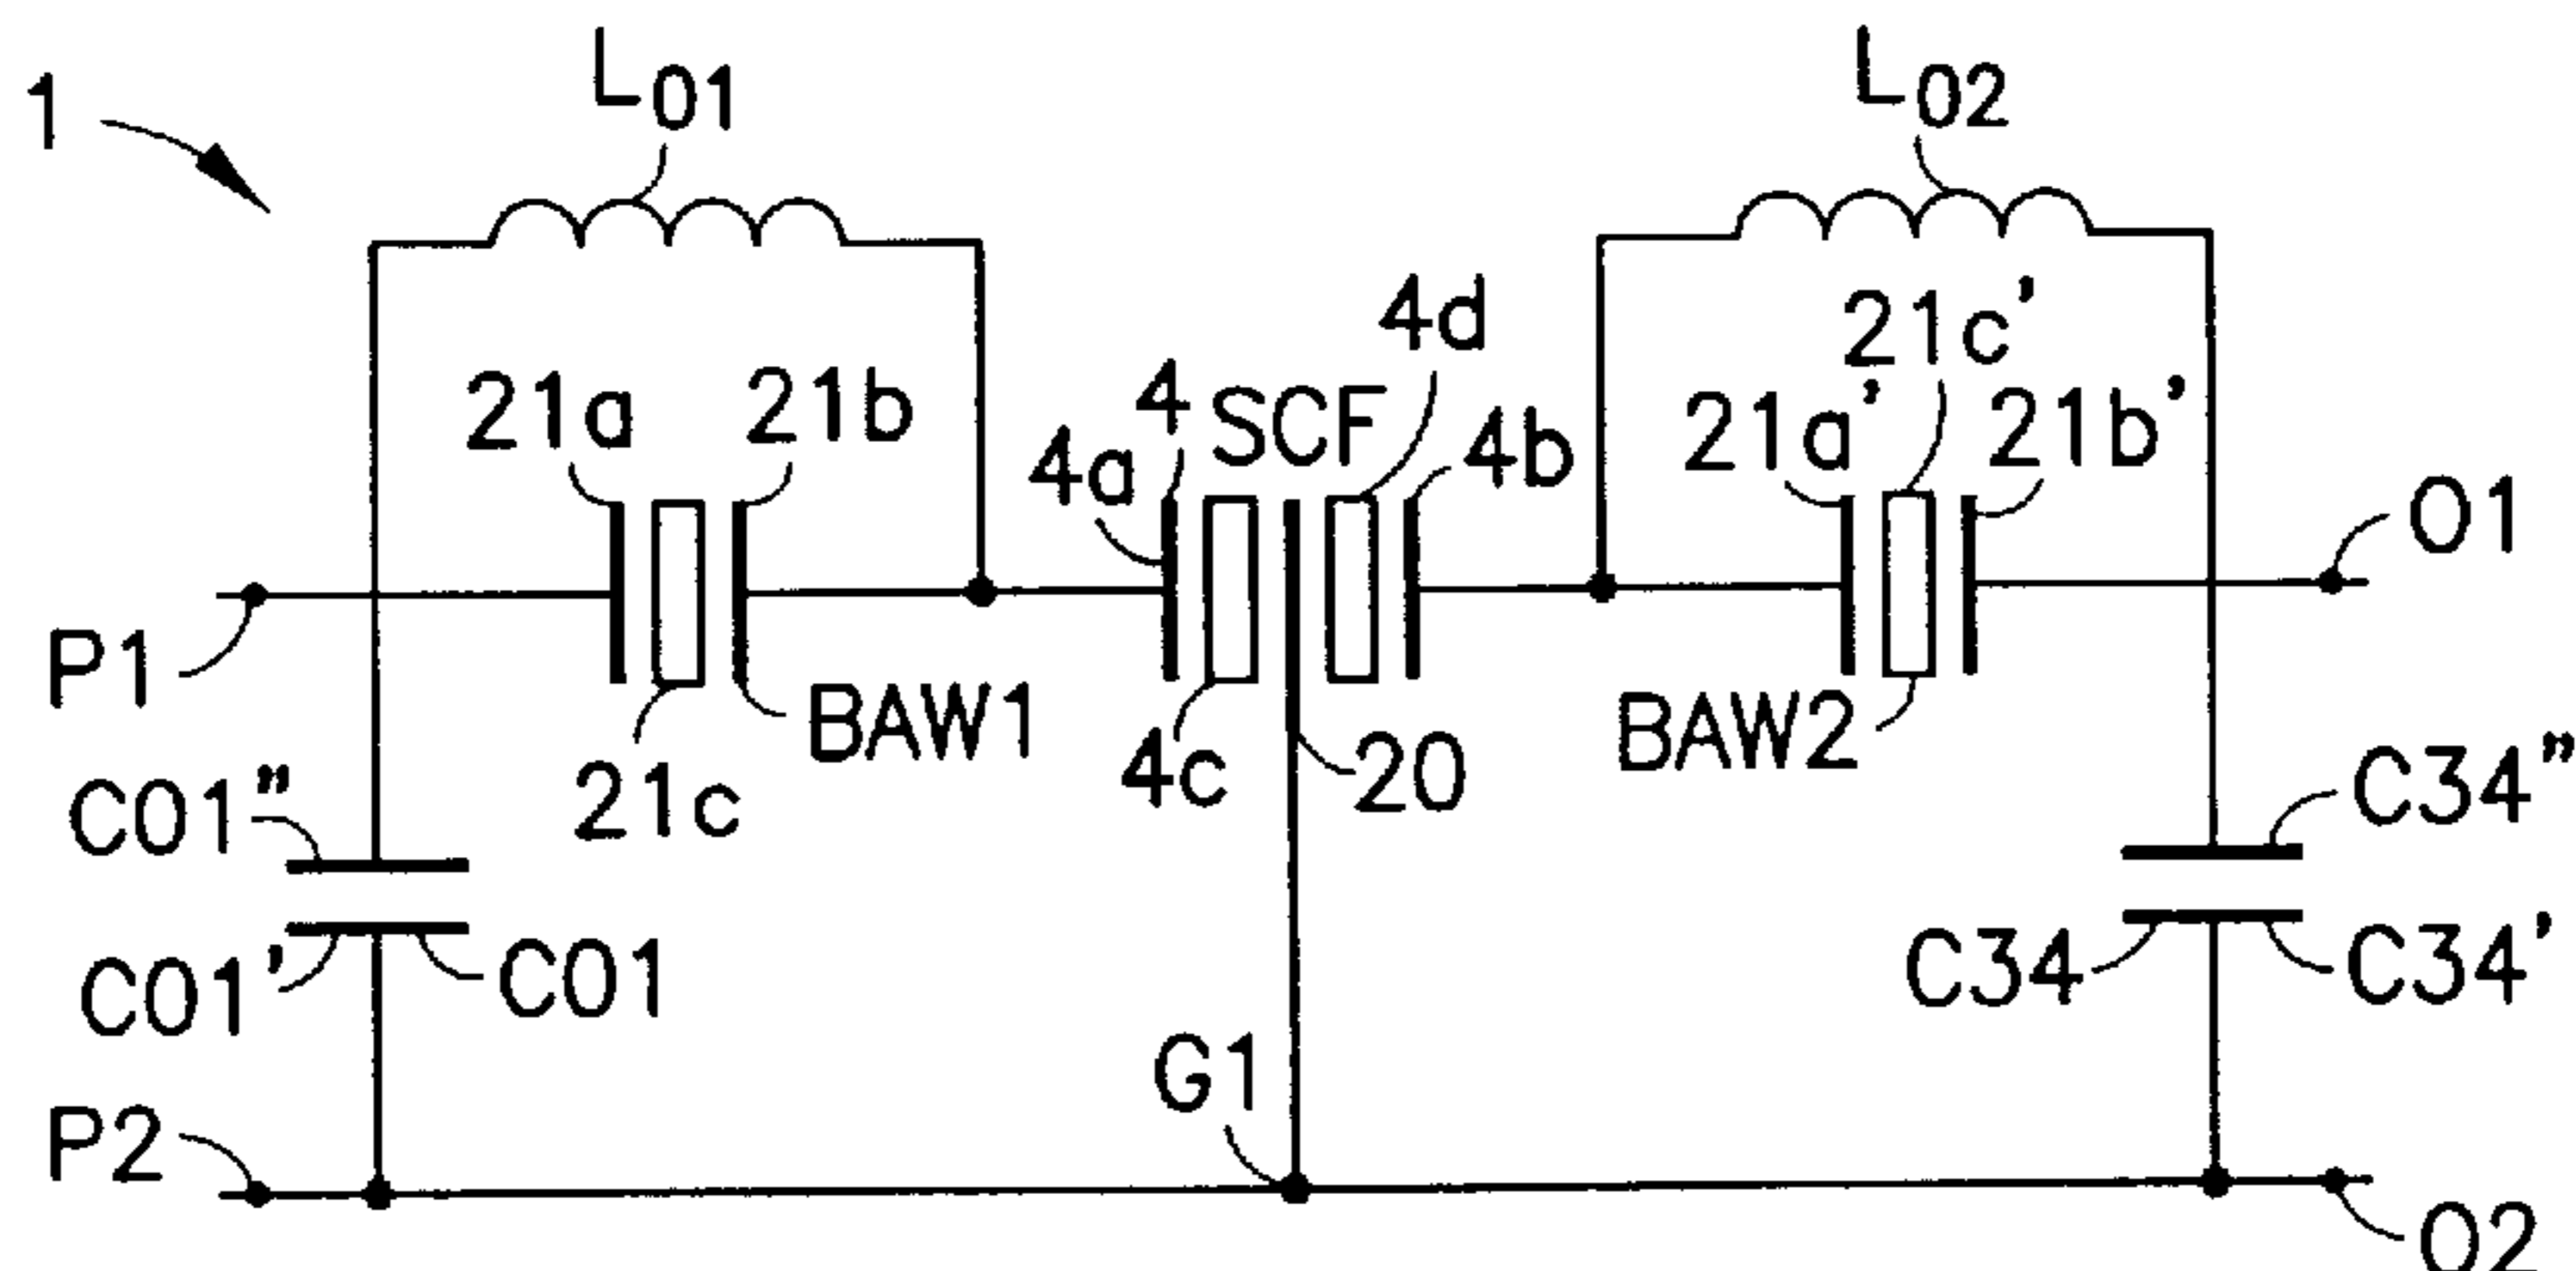 1
L01
L02
21a
21b
4a
4
SCF
4d
4b
21a'
21c'
21b'
O1
P1
21c
BAW1
4c
20
BAW2
C01"
C01'
C01
C34"
C34
C34'
G1
P2
O2